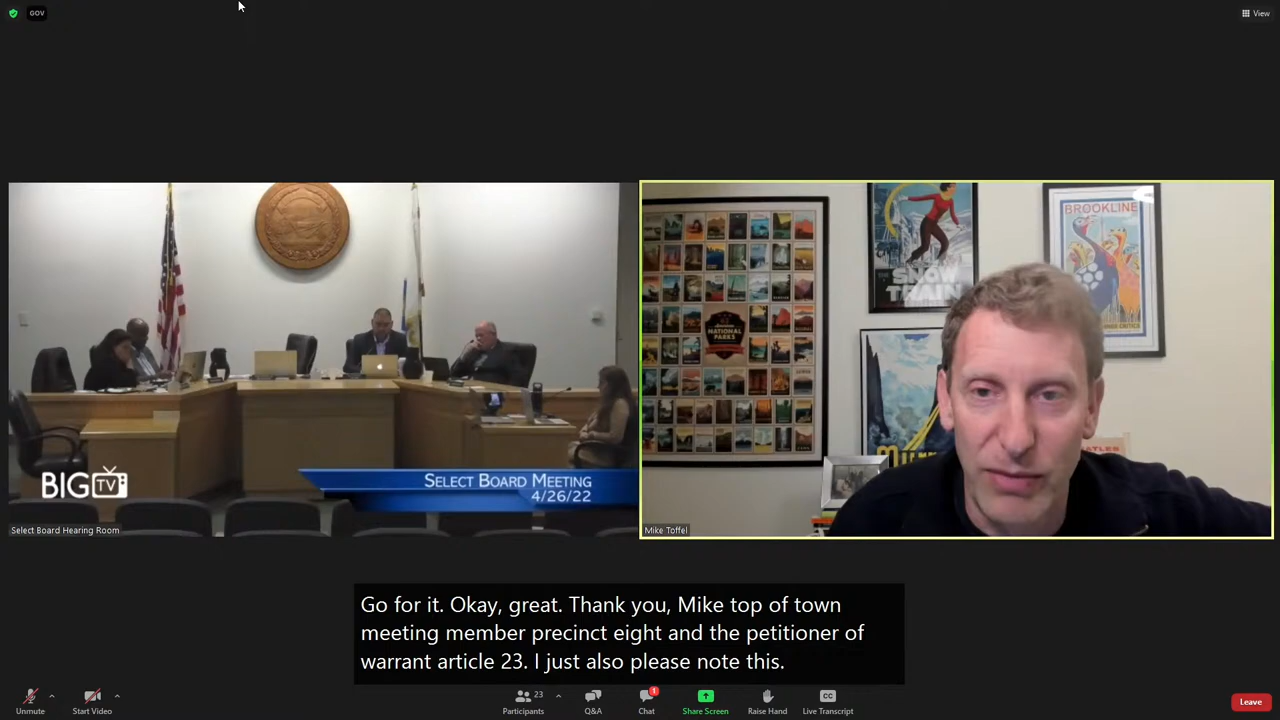 GOV
View
BROOKLINE
SNOW
TRAIN
NATIONAL
PARKS
BIG TV
SELECT BOARD MEETING
4/26/22
Select Board Hearing Room
Mike Toffel
Go for it. Okay, great. Thank you, Mike top of town
meeting member precinct eight and the petitioner of
warrant article 23. I just also please note this.
Unmute
Start Video
Participants
23
Q&A
Chat
1
Share Screen
Raise Hand
CC
Live Transcript
Leave